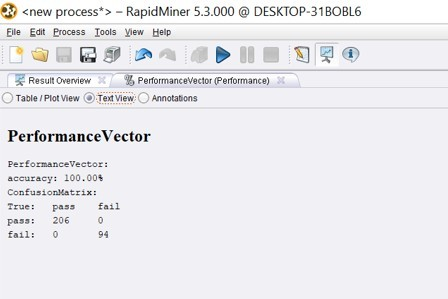 <new process*> – RapidMiner 5.3.000 @ DESKTOP-31BOBL6
File Edit Process Tools View Help
Result Overview PerformanceVector (Performance)
Table / Plot View Text View Annotations
PerformanceVector
PerformanceVector:
accuracy: 100.00%
ConfusionMatrix:
True: pass fail
pass: 206 0
fail: 0 94